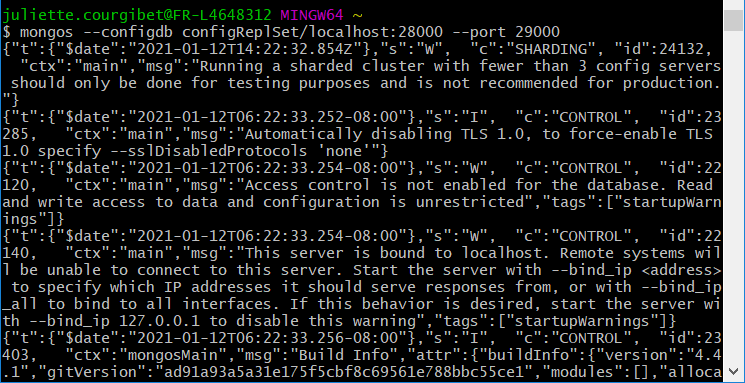 juliette.courgibet@FR-L4648312 MINGW64 ~
$ mongos --configdb configReplSet/localhost:28000 --port 29000
{"t":{"$date":"2021-01-12T14:22:32.854Z"},"s":"W",  "c":"SHARDING", "id":24132,
  "ctx":"main","msg":"Running a sharded cluster with fewer than 3 config servers
 should only be done for testing purposes and is not recommended for production.
"}
{"t":{"$date":"2021-01-12T06:22:33.252-08:00"},"s":"I",  "c":"CONTROL",  "id":23
285,   "ctx":"main","msg":"Automatically disabling TLS 1.0, to force-enable TLS
1.0 specify --sslDisabledProtocols 'none'"}
{"t":{"$date":"2021-01-12T06:22:33.254-08:00"},"s":"W",  "c":"CONTROL",  "id":22
120,   "ctx":"main","msg":"Access control is not enabled for the database. Read
and write access to data and configuration is unrestricted","tags":["startupWarn
ings"]}
{"t":{"$date":"2021-01-12T06:22:33.254-08:00"},"s":"W",  "c":"CONTROL",  "id":22
140,   "ctx":"main","msg":"This server is bound to localhost. Remote systems wil
l be unable to connect to this server. Start the server with --bind_ip <address>
 to specify which IP addresses it should serve responses from, or with --bind_ip
_all to bind to all interfaces. If this behavior is desired, start the server wi
th --bind_ip 127.0.0.1 to disable this warning","tags":["startupWarnings"]}
{"t":{"$date":"2021-01-12T06:22:33.256-08:00"},"s":"I",  "c":"CONTROL",  "id":23
403,   "ctx":"mongosMain","msg":"Build Info","attr":{"buildInfo":{"version":"4.4
.1","gitVersion":"ad91a93a5a31e175f5cbf8c69561e788bbc55ce1","modules":[],"alloca